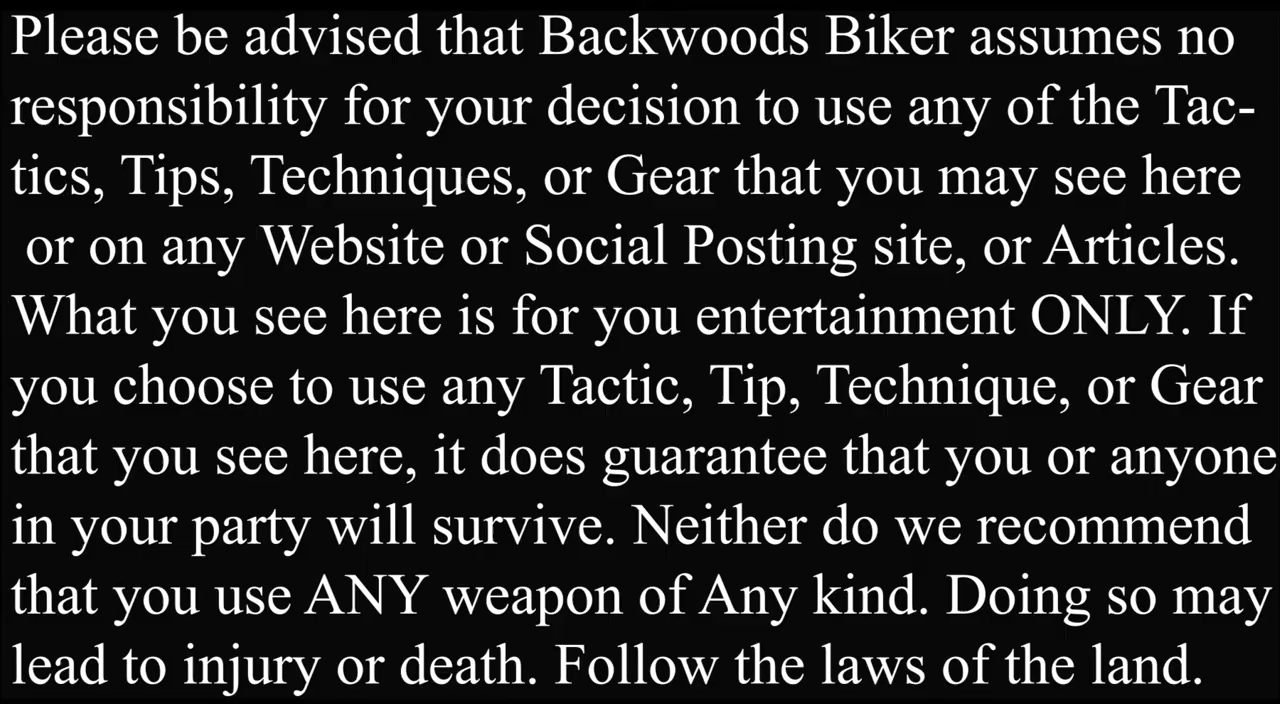 Please be advised that Backwoods Biker assumes no
responsibility for your decision to use any of the Tac-
tics, Tips, Techniques, or Gear that you may see here
or on any Website or Social Posting site, or Articles.
What you see here is for you entertainment ONLY. If
you choose to use any Tactic, Tip, Technique, or Gear
that you see here, it does guarantee that you or anyone
in your party will survive. Neither do we recommend
that you use ANY weapon of Any kind. Doing so may
lead to injury or death. Follow the laws of the land.